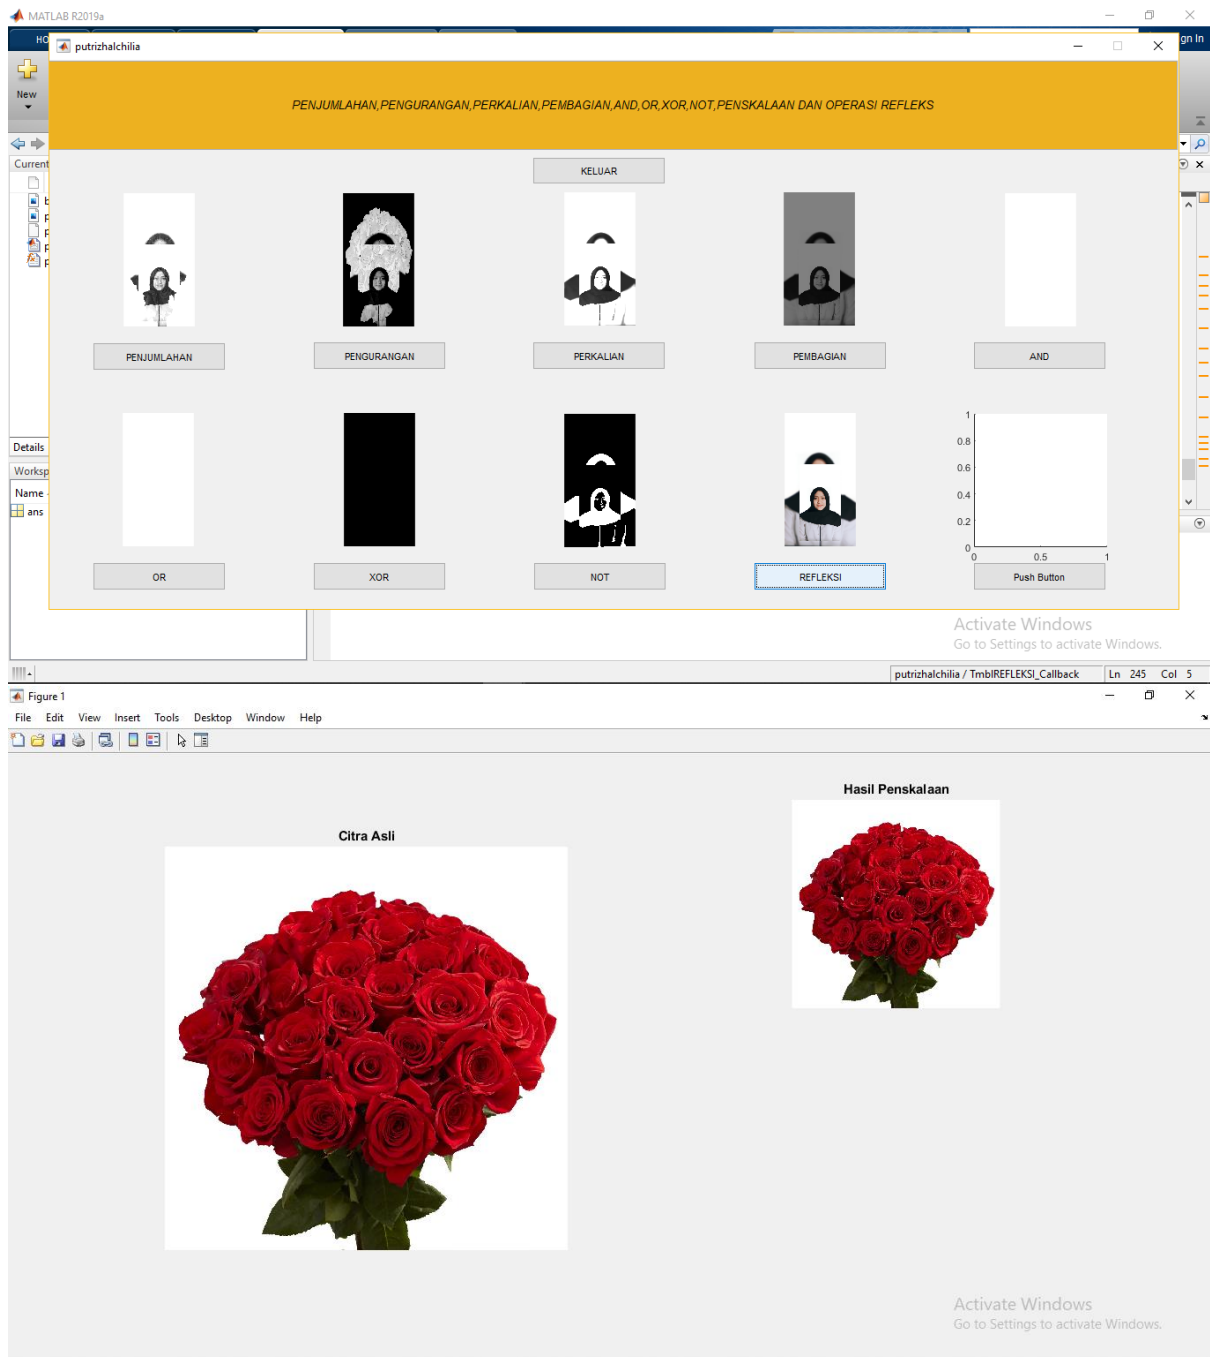 MATLAB R2019a
HO
gn In
putrizhalchilia
New
PENJUMLAHAN,PENGURANGAN,PERKALIAN,PEMBAGIAN,AND,OR,XOR,NOT,PENSKALAAN DAN OPERASI REFLEKS
Current
KELUAR
PENJUMLAHAN
PENGURANGAN
PERKALIAN
PEMBAGIAN
AND
Details
Worksp
Name
ans
1
0.8
0.6
0.4
0.2
0
0 0.5 1
OR
XOR
NOT
REFLEKSI
Push Button
Activate Windows
Go to Settings to activate Windows.
putrizhalchilia / TmblREFLEKSI_Callback
Ln 245 Col 5
Figure 1
File Edit View Insert Tools Desktop Window Help
Hasil Penskalaan
Citra Asli
Activate Windows
Go to Settings to activate Windows.